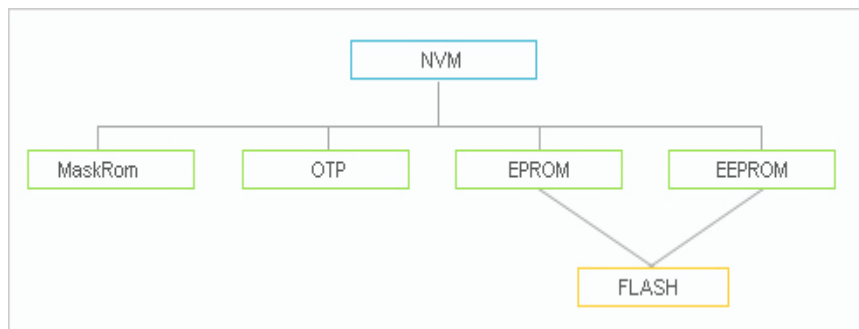 NVM
MaskRom
OTP
EPROM
EEPROM
FLASH